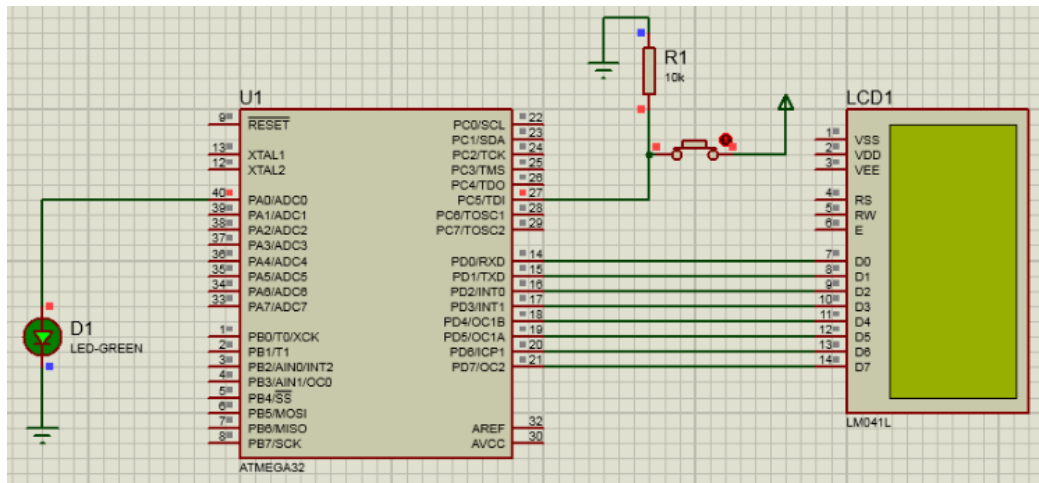 R1
10k
U1
9 RESET
13 XTAL1
12 XTAL2
40 PA0/ADC0
39 PA1/ADC1
38 PA2/ADC2
37 PA3/ADC3
36 PA4/ADC4
35 PA5/ADC5
34 PA6/ADC6
33 PA7/ADC7
1 PB0/T0/XCK
2 PB1/T1
3 PB2/AIN0/INT2
4 PB3/AIN1/OC0
5 PB4/SS
6 PB5/MOSI
7 PB6/MISO
8 PB7/SCK
PC0/SCL 22
PC1/SDA 23
PC2/TCK 24
PC3/TMS 25
PC4/TDO 26
PC5/TDI 27
PC6/TOSC1 28
PC7/TOSC2 29
PD0/RXD 14
PD1/TXD 15
PD2/INT0 16
PD3/INT1 17
PD4/OC1B 18
PD5/OC1A 19
PD6/ICP1 20
PD7/OC2 21
AREF 32
AVCC 30
ATMEGA32
D1
LED-GREEN
LCD1
1 VSS
2 VDD
3 VEE
4 RS
5 RW
6 E
7 D0
8 D1
9 D2
10 D3
11 D4
12 D5
13 D6
14 D7
LM041L